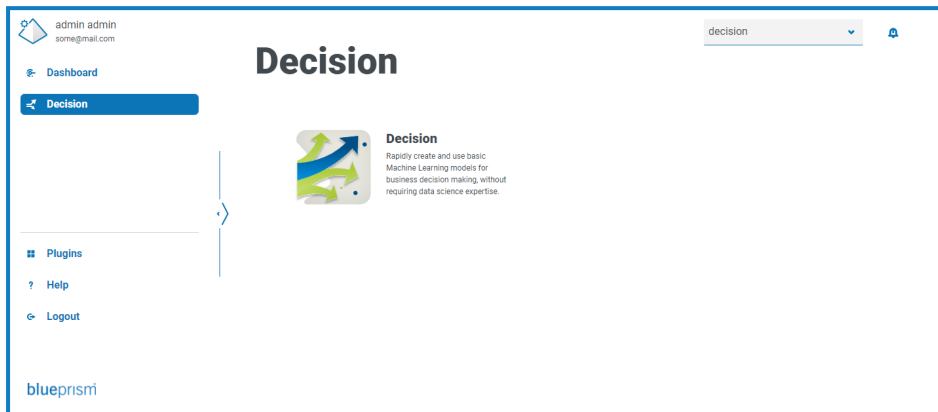 admin admin
some@mail.com
decision
Decision
Dashboard
Decision
Decision
Rapidly create and use basic
Machine Learning models for
business decision making, without
requiring data science expertise.
Plugins
? Help
Logout
blueprism